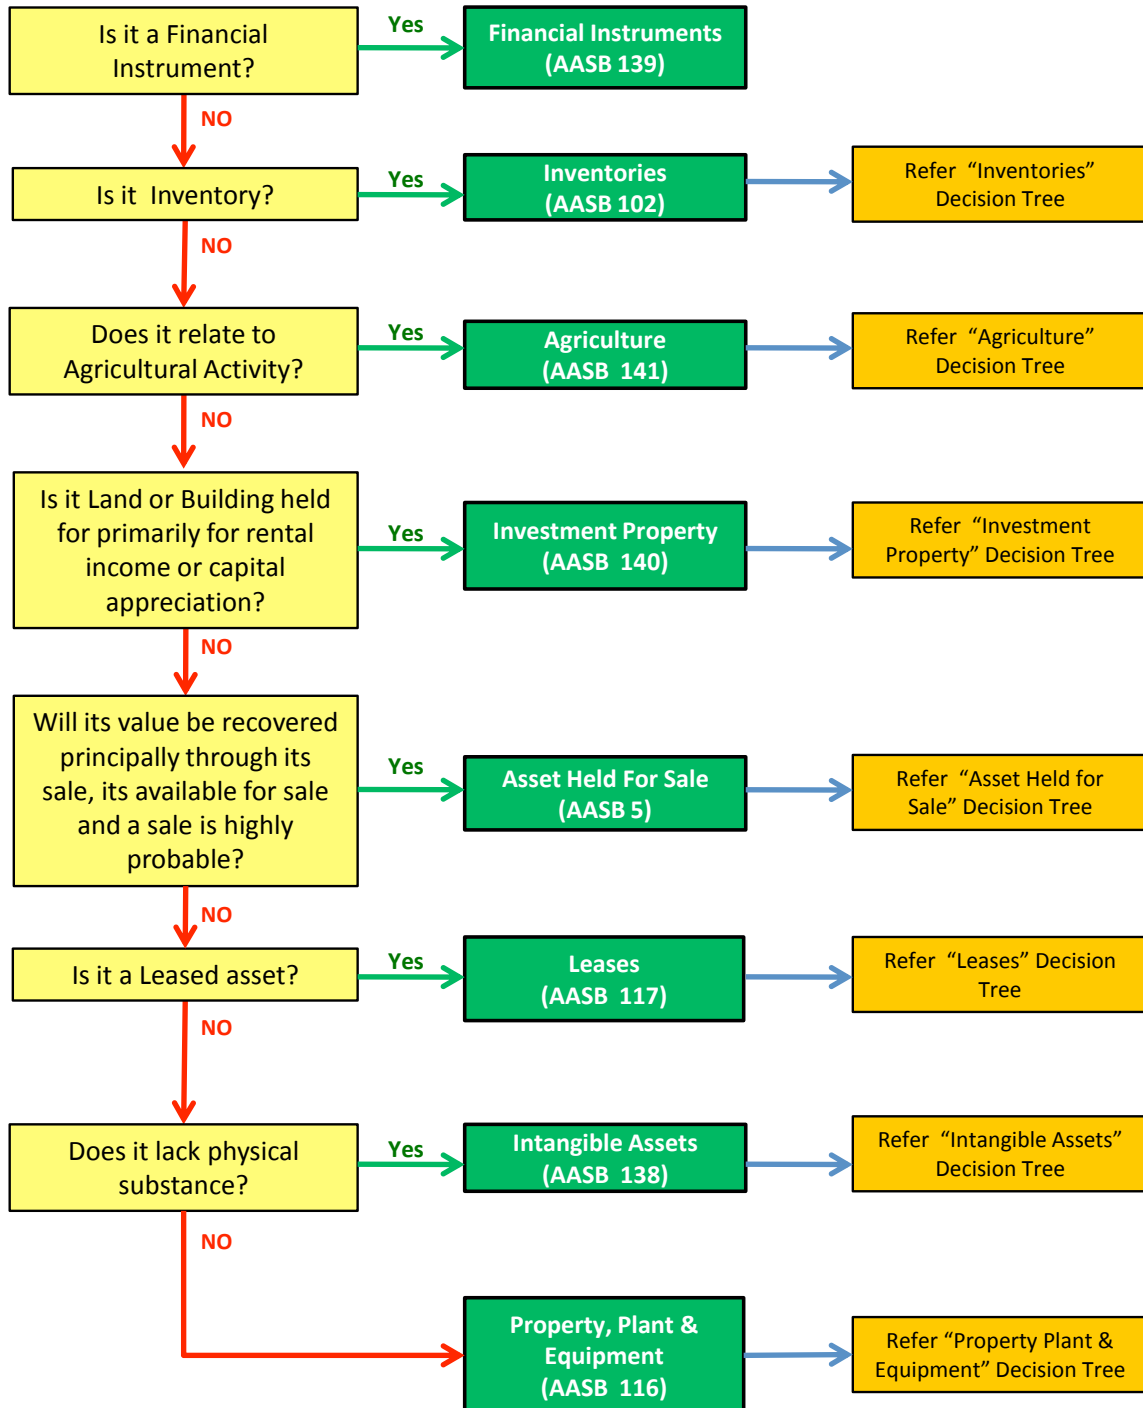 Is it a Financial
Instrument?
Yes
Financial Instruments
(AASB 139)
NO
Is it  Inventory?
Yes
Inventories
(AASB 102)
Refer  “Inventories”
Decision Tree
NO
Does it relate to
Agricultural Activity?
Yes
Agriculture
(AASB  141)
Refer  “Agriculture”
Decision Tree
NO
Is it Land or Building held
for primarily for rental
income or capital
appreciation?
Yes
Investment Property
(AASB  140)
Refer  “Investment
Property” Decision Tree
NO
Will its value be recovered
principally through its
sale, its available for sale
and a sale is highly
probable?
Yes
Asset Held For Sale
(AASB 5)
Refer  “Asset Held for
Sale” Decision Tree
NO
Is it a Leased asset?
Yes
Leases
(AASB  117)
Refer  “Leases” Decision
Tree
NO
Does it lack physical
substance?
Yes
Intangible Assets
(AASB  138)
Refer  “Intangible Assets”
Decision Tree
NO
Property, Plant &
Equipment
(AASB  116)
Refer “Property Plant &
Equipment” Decision Tree